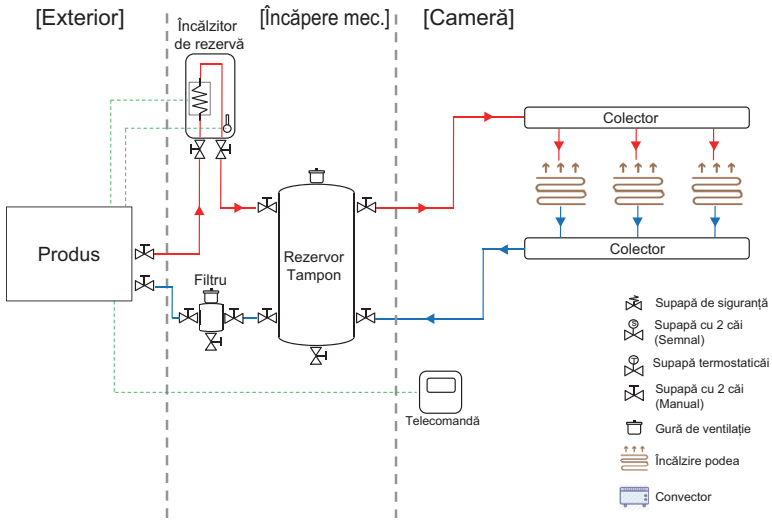 [Exterior]
[Încăpere mec.]
[Cameră]
Încălzitor
de rezervă
Colector
Produs
Rezervor
Tampon
Colector
Filtru
Telecomandă
Supapă de siguranță
S
Supapă cu 2 căi
(Semnal)
T
Supapă termostaticăi
Supapă cu 2 căi
(Manual)
Gură de ventilație
Încălzire podea
Convector